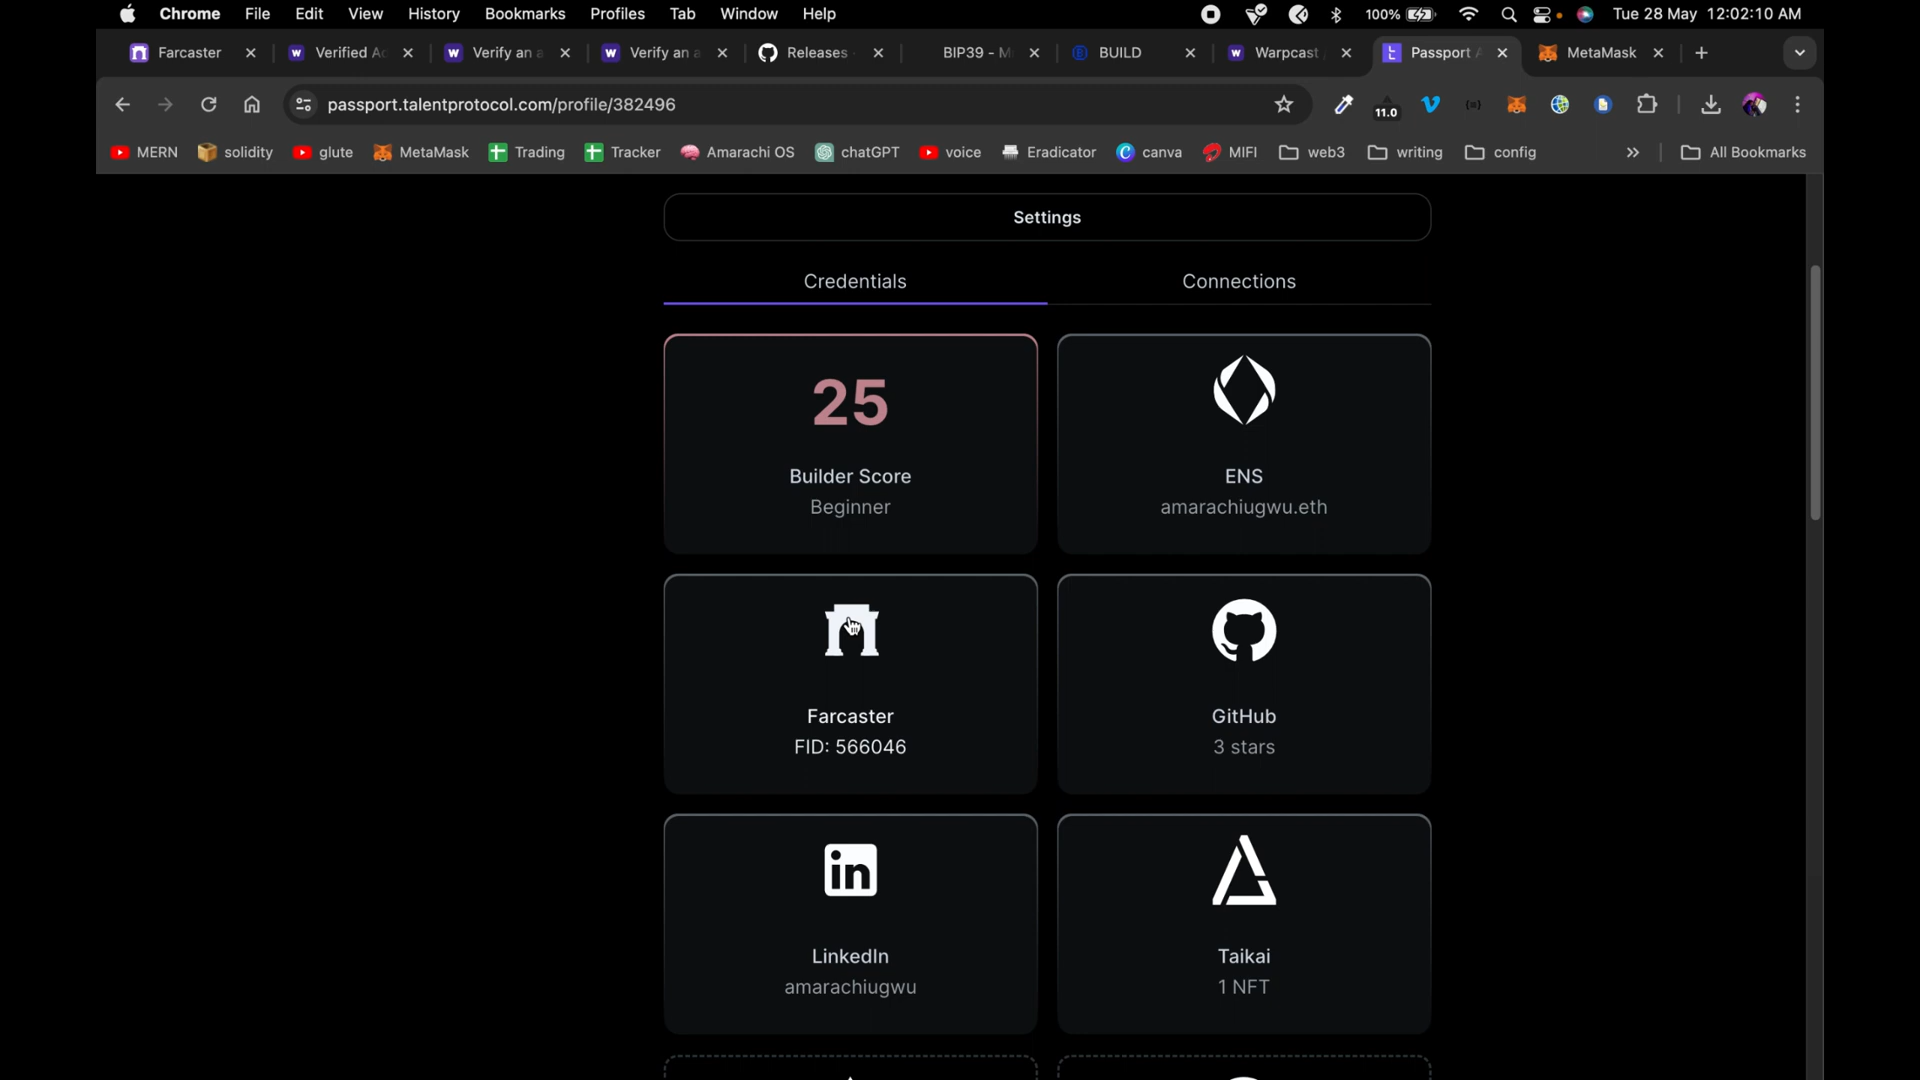 Chrome File Edit View History Bookmarks Profiles Tab Window Help 100% Tue 28 May 12:02:10 AM
Farcaster Verified Ac Verify an a Verify an a Releases BIP39 - M BUILD Warpcast Passport A MetaMask
passport.talentprotocol.com/profile/382496 11.0
MERN solidity glute MetaMask Trading Tracker Amarachi OS chatGPT voice Eradicator canva MIFI web3 writing config All Bookmarks
Settings
Credentials Connections
25
Builder Score
Beginner
ENS
amarachiugwu.eth
Farcaster
FID: 566046
GitHub
3 stars
in
LinkedIn
amarachiugwu
Taikai
1 NFT